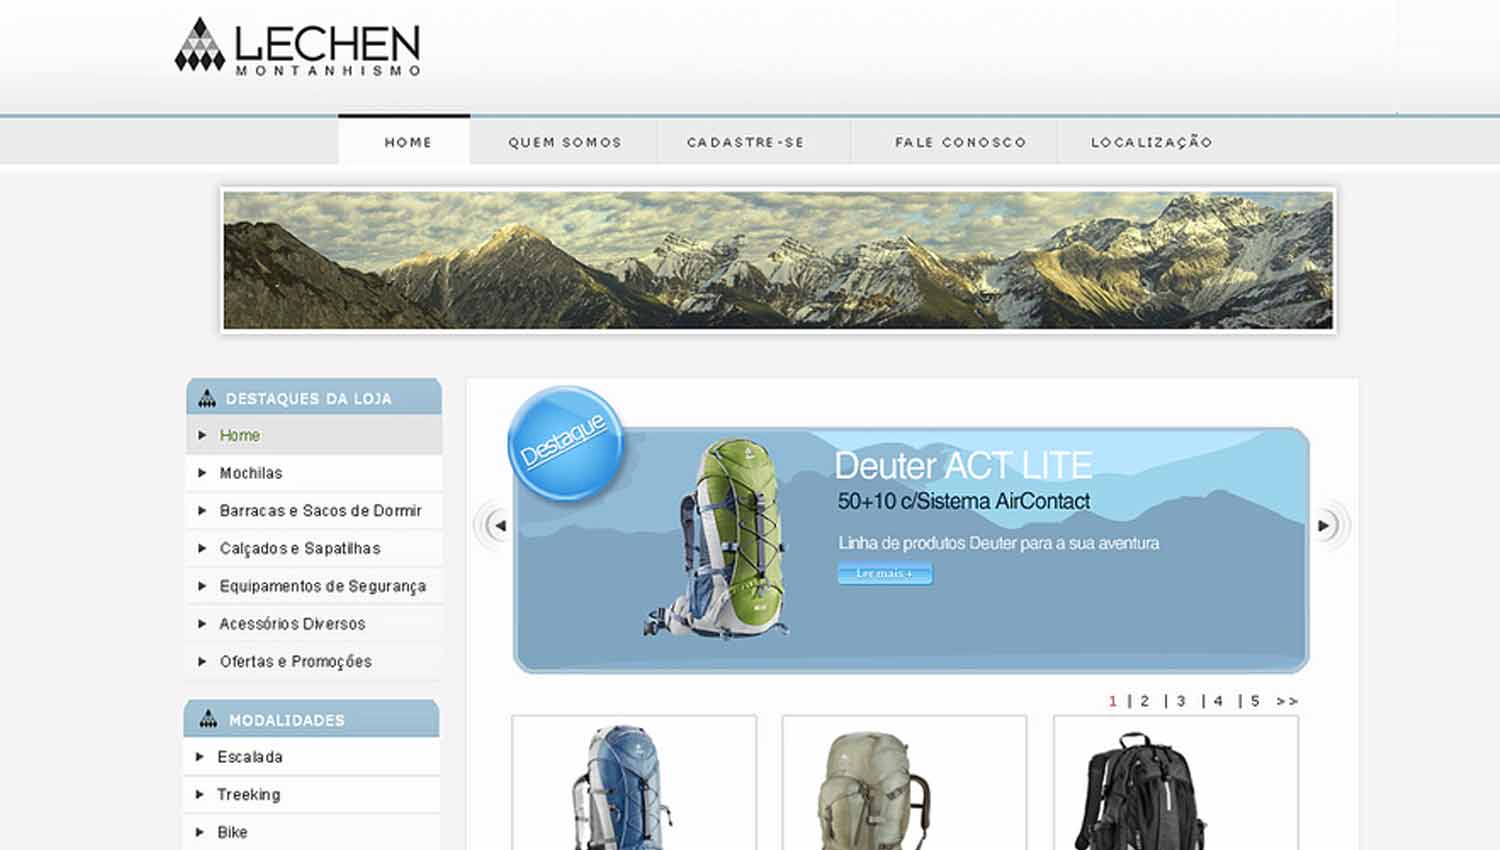 LECHEN
MONTANHISMO
HOME
QUEM SOMOS
CADASTRE-SE
FALE CONOSCO
LOCALIZAÇÃO
DESTAQUES DA LOJA
Home
Mochilas
Barracas e Sacos de Dormir
Calçados e Sapatilhas
Equipamentos de Segurança
Acessórios Diversos
Ofertas e Promoções
MODALIDADES
Escalada
Treeking
Bike
Destaque
Deuter ACT LITE
50+10 c/Sistema AirContact
Linha de produtos Deuter para a sua aventura
Ler mais +
1 | 2 | 3 | 4 | 5 >>